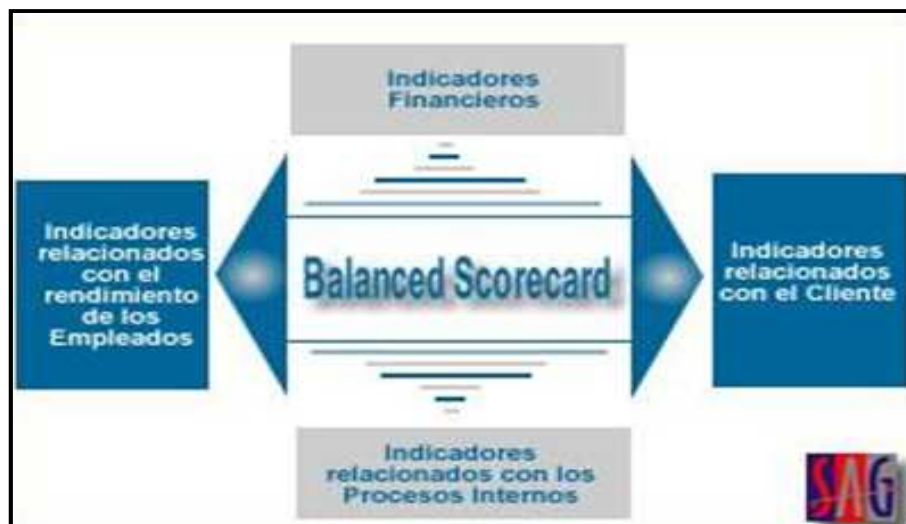 Indicadores
Financieros
Indicadores
relacionados
con el
rendimiento
de los
Empleados
Balanced Scorecard
Indicadores
relacionados
con el Cliente
Indicadores
relacionados con los
Procesos Internos
SAG